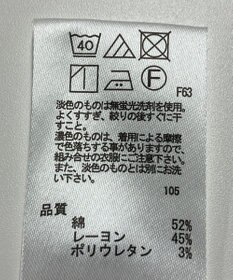 40
F
F63
淡色のものは無蛍光洗剤を使用。
よくすすぎ、絞りの後すぐに干
すこと。
濃色のものは、着用による摩擦
で色落ちする事がありますので、
組み合せの衣服にご注意下さい。
また、淡色のものとは別にお洗
い下さい。
105
品質
綿 52%
レーヨン 45%
ポリウレタン 3%